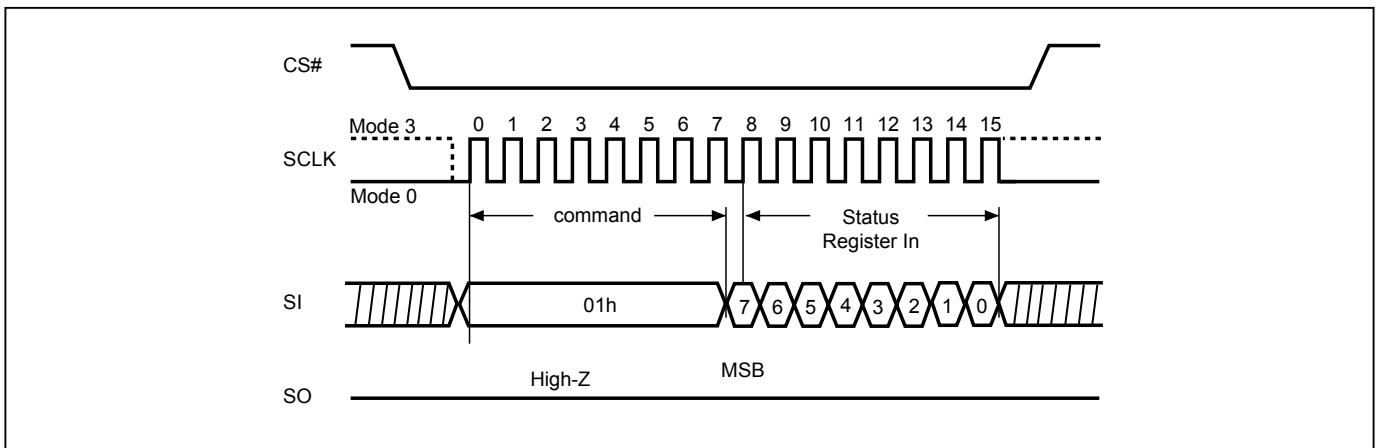 CS#
Mode 3
0 1 2 3 4 5 6 7 8 9 10 11 12 13 14 15
SCLK
Mode 0
command
Status
Register In
SI
01h
7 6 5 4 3 2 1 0
High-Z
MSB
SO